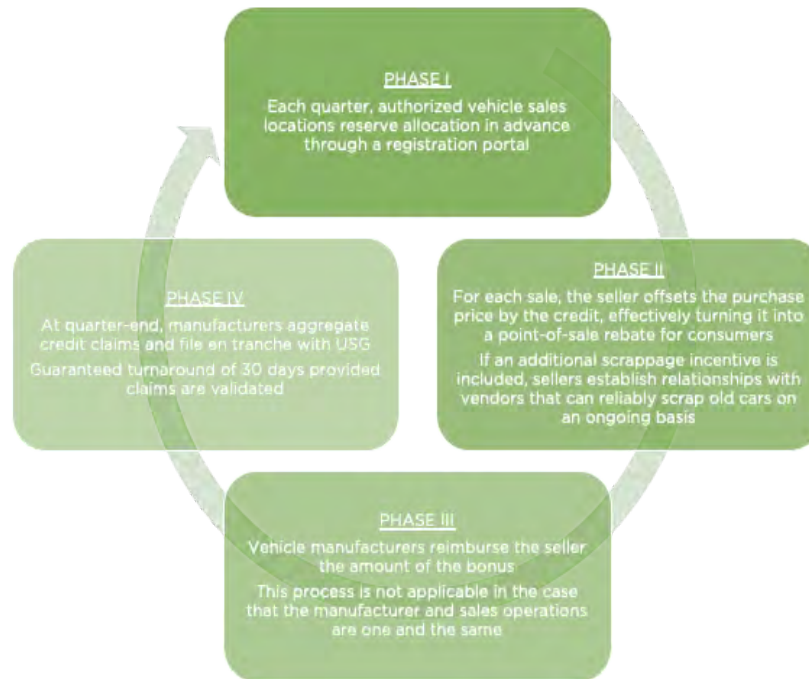 PHASE I
Each quarter, authorized vehicle sales
locations reserve allocation in advance
through a registration portal
PHASE II
For each sale, the seller offsets the purchase
price by the credit, effectively turning it into
a point-of-sale rebate for consumers
If an additional scrappage incentive is
included, sellers establish relationships with
vendors that can reliably scrap old cars on
an ongoing basis
PHASE III
Vehicle manufacturers reimburse the seller
the amount of the bonus
This process is not applicable in the case
that the manufacturer and sales operations
are one and the same
PHASE IV
At quarter-end, manufacturers aggregate
credit claims and file en tranche with USG
Guaranteed turnaround of 30 days provided
claims are validated